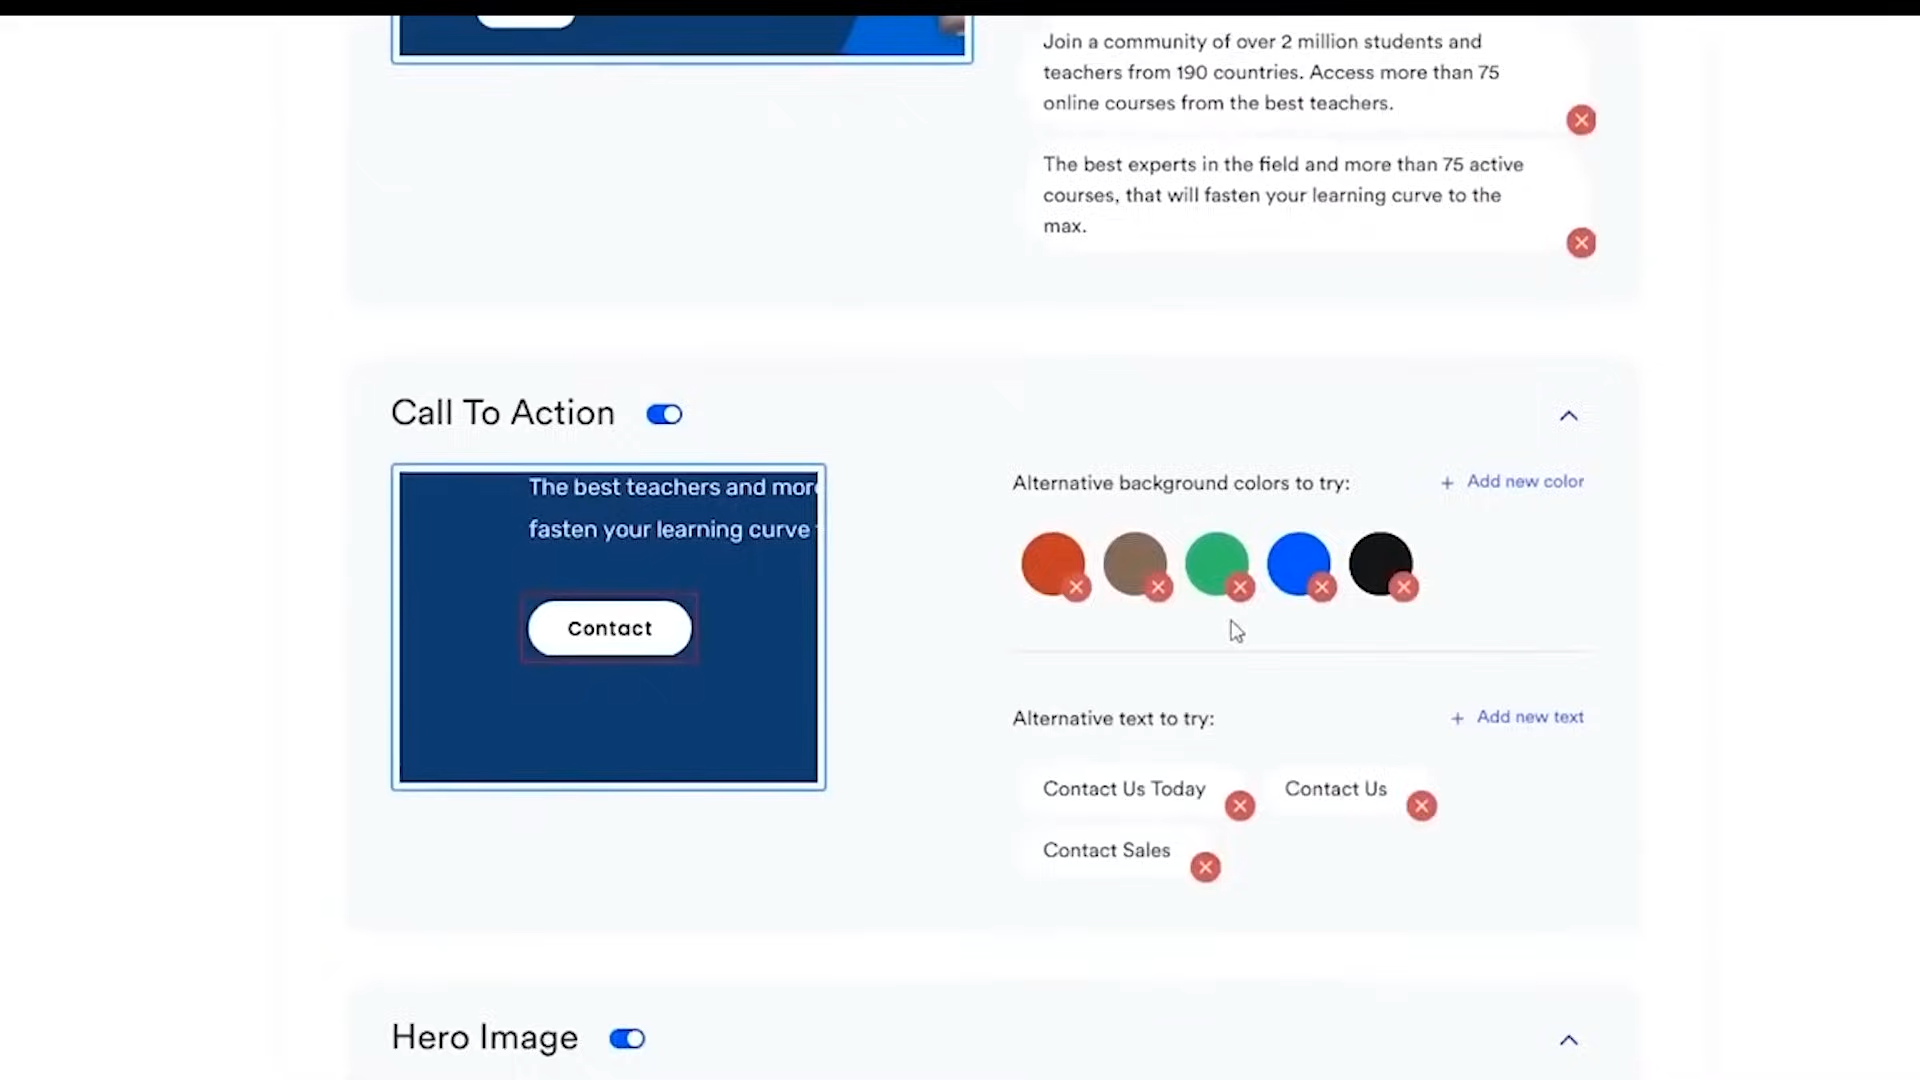 Join a community of over 2 million students and
teachers from 190 countries. Access more than 75
online courses from the best teachers.
The best experts in the field and more than 75 active
courses, that will fasten your learning curve to the
max.
Call To Action
The best teachers and more
fasten your learning curve
Contact
Alternative background colors to try:
+ Add new color
Alternative text to try:
+ Add new text
Contact Us Today
Contact Us
Contact Sales
Hero Image